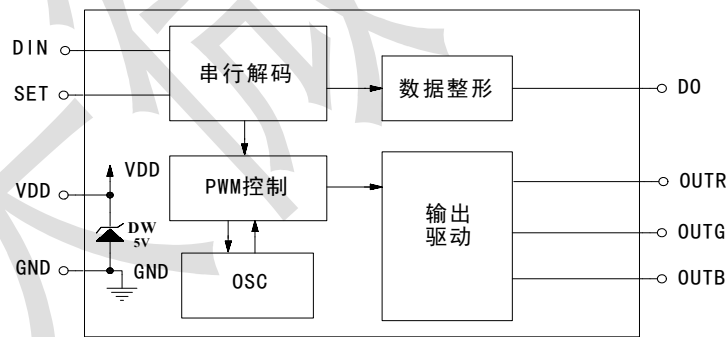 DIN
串行解码
SET
数据整形
DO
VDD
VDD
PWM控制
OUTR
DW
5V
输出
驱动
OUTG
GND
GND
OSC
OUTB